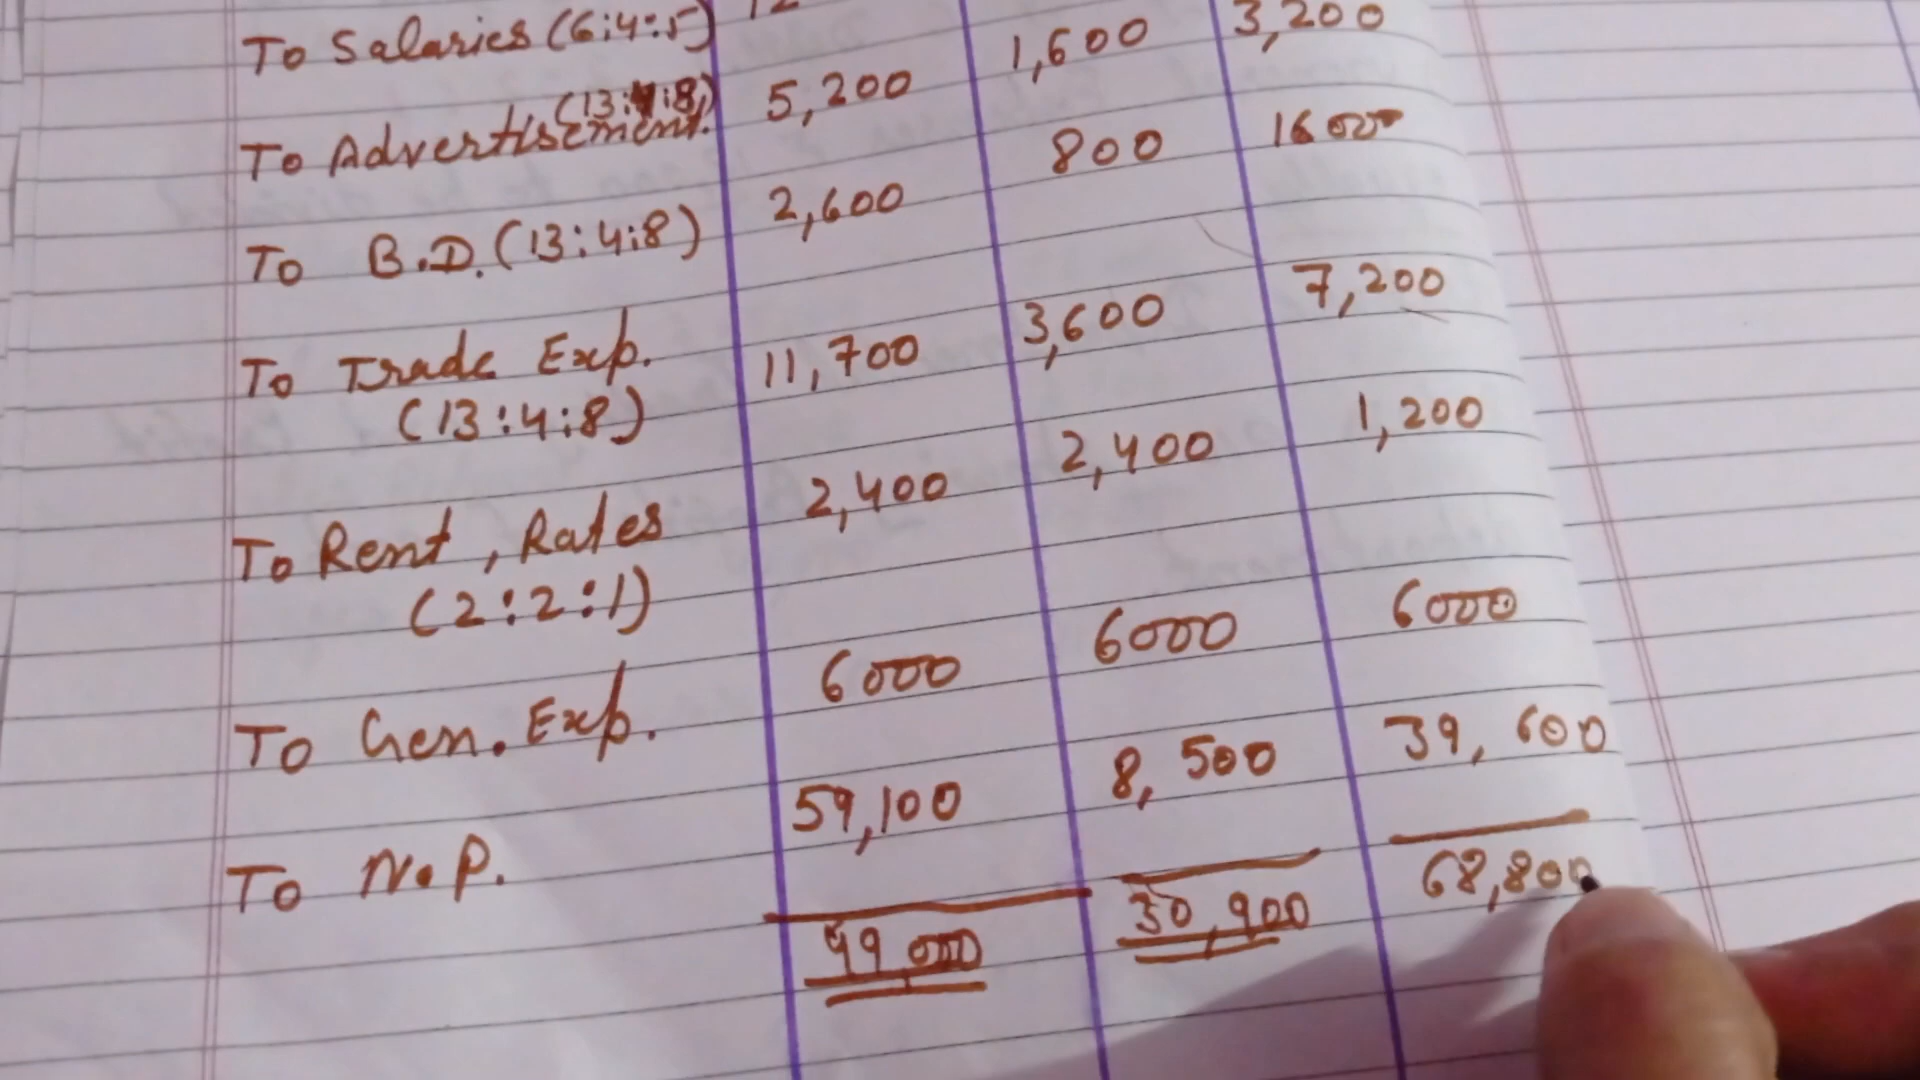 To Salaries (6:4:5) 12
To Advertisement. (13:4:8) 5,200 1,600 3,200
To B.D. (13:4:8) 2,600 800 1600
To Trade Exp. 11,700 3,600 7,200
(13:4:8)
To Rent, Rates 2,400 2,400 1,200
(2:2:1)
To Gen. Exp. 6000 6000 6000
To N.P. 59,100 8,500 39,600
99,000 30,900 68,800